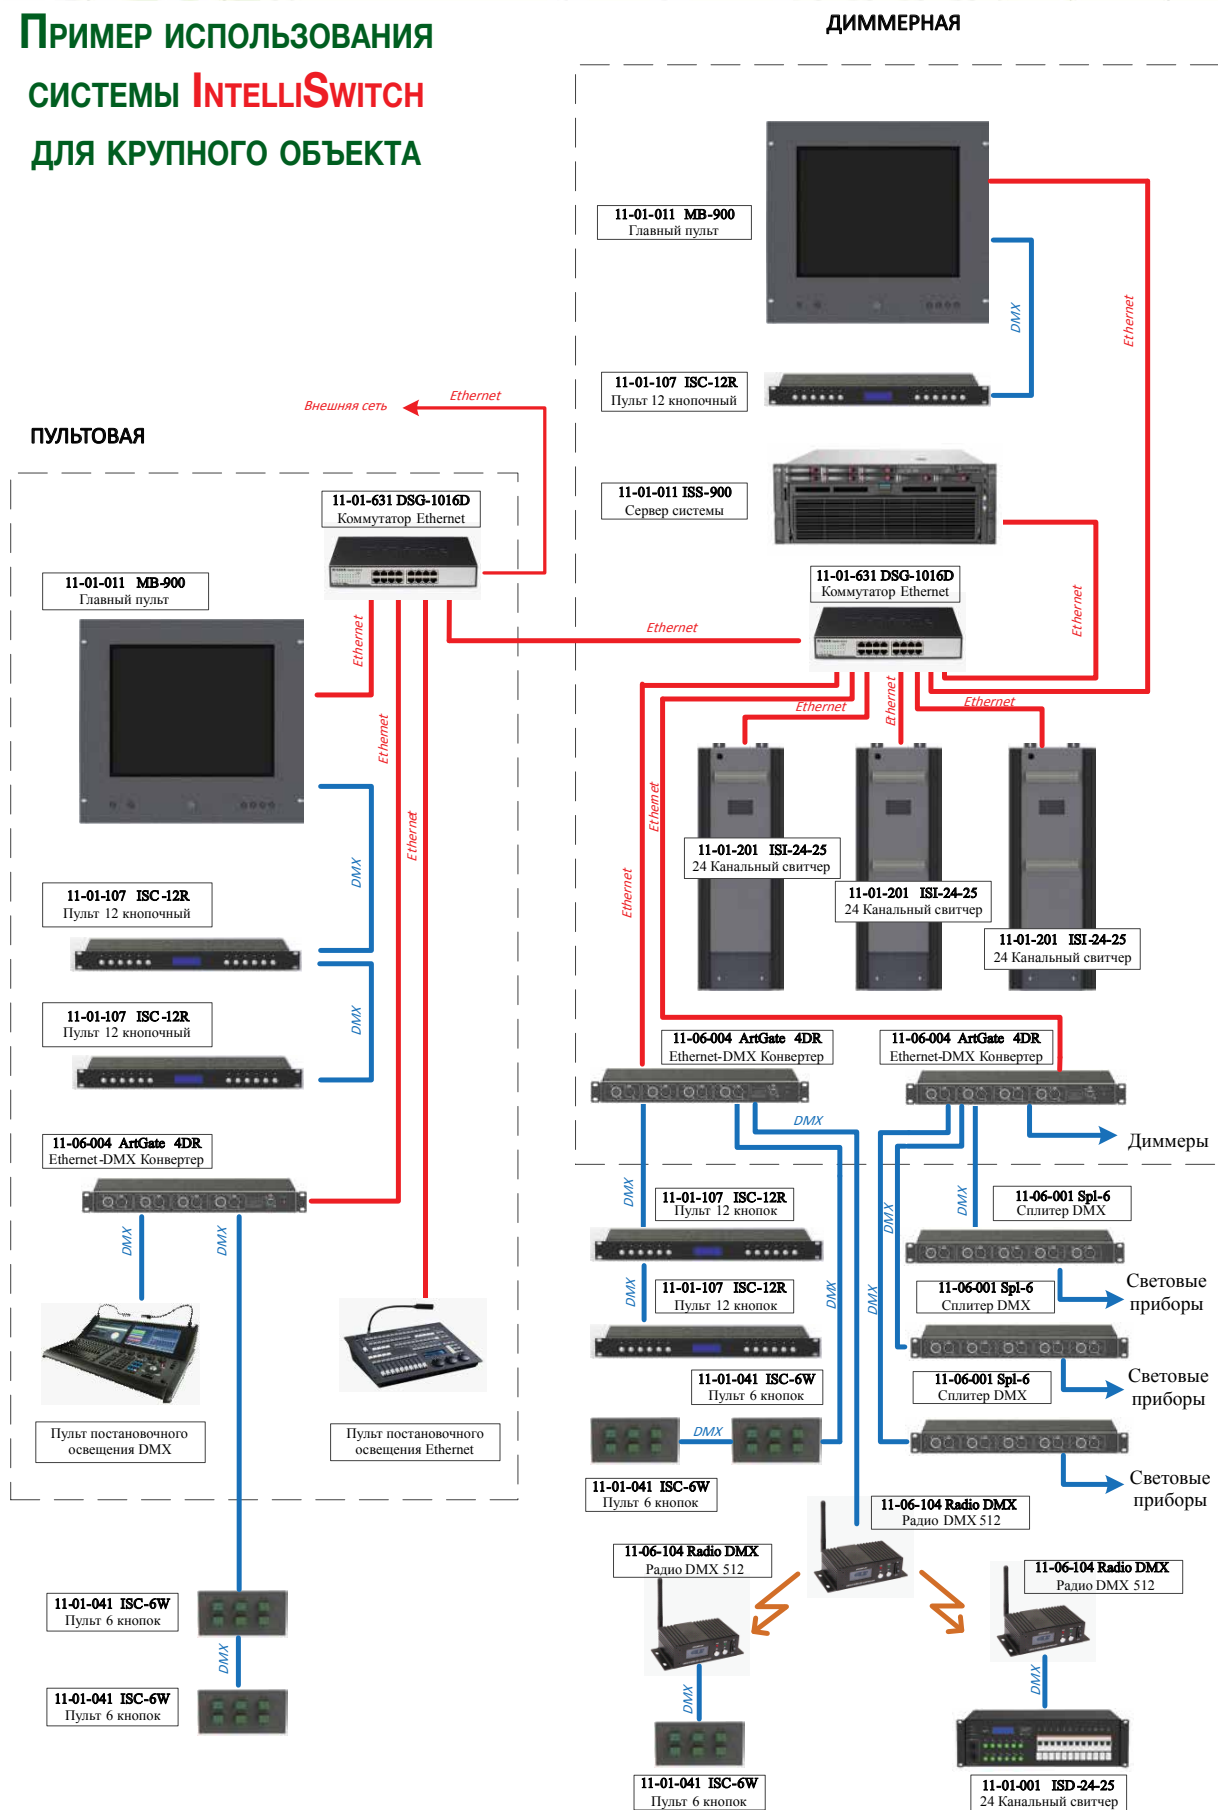 Пример использования
системы IntelliSwitch
для крупного объекта
ДИММЕРНАЯ
11-01-011 MB-900
Главный пульт
DMX
Ethernet
11-01-107 ISC-12R
Пульт 12 кнопочный
Внешняя сеть
Ethernet
11-01-011 ISS-900
Сервер системы
11-01-631 DSG-1016D
Коммутатор Ethernet
Ethernet
Ethernet
Ethernet
Ethernet
Ethernet
Ethernet
Ethernet
11-01-201 ISI-24-25
24 Канальный свитчер
11-01-201 ISI-24-25
24 Канальный свитчер
11-01-201 ISI-24-25
24 Канальный свитчер
ПУЛЬТОВАЯ
11-01-631 DSG-1016D
Коммутатор Ethernet
11-01-011 MB-900
Главный пульт
Ethernet
Ethernet
Ethernet
DMX
11-01-107 ISC-12R
Пульт 12 кнопочный
DMX
11-01-107 ISC-12R
Пульт 12 кнопочный
11-06-004 ArtGate 4DR
Ethernet-DMX Конвертер
DMX
DMX
Пульт постановочного
освещения DMX
Пульт постановочного
освещения Ethernet
11-01-041 ISC-6W
Пульт 6 кнопок
DMX
11-01-041 ISC-6W
Пульт 6 кнопок
11-06-004 ArtGate 4DR
Ethernet-DMX Конвертер
11-06-004 ArtGate 4DR
Ethernet-DMX Конвертер
DMX
Диммеры
DMX
11-01-107 ISC-12R
Пульт 12 кнопок
DMX
11-01-107 ISC-12R
Пульт 12 кнопок
DMX
DMX
DMX
DMX
11-06-001 Spl-6
Сплитер DMX
Световые
приборы
11-06-001 Spl-6
Сплитер DMX
Световые
приборы
11-06-001 Spl-6
Сплитер DMX
Световые
приборы
11-01-041 ISC-6W
Пульт 6 кнопок
DMX
11-01-041 ISC-6W
Пульт 6 кнопок
11-06-104 Radio DMX
Радио DMX 512
11-06-104 Radio DMX
Радио DMX 512
11-06-104 Radio DMX
Радио DMX 512
DMX
DMX
11-01-041 ISC-6W
Пульт 6 кнопок
11-01-001 ISD-24-25
24 Канальный свитчер